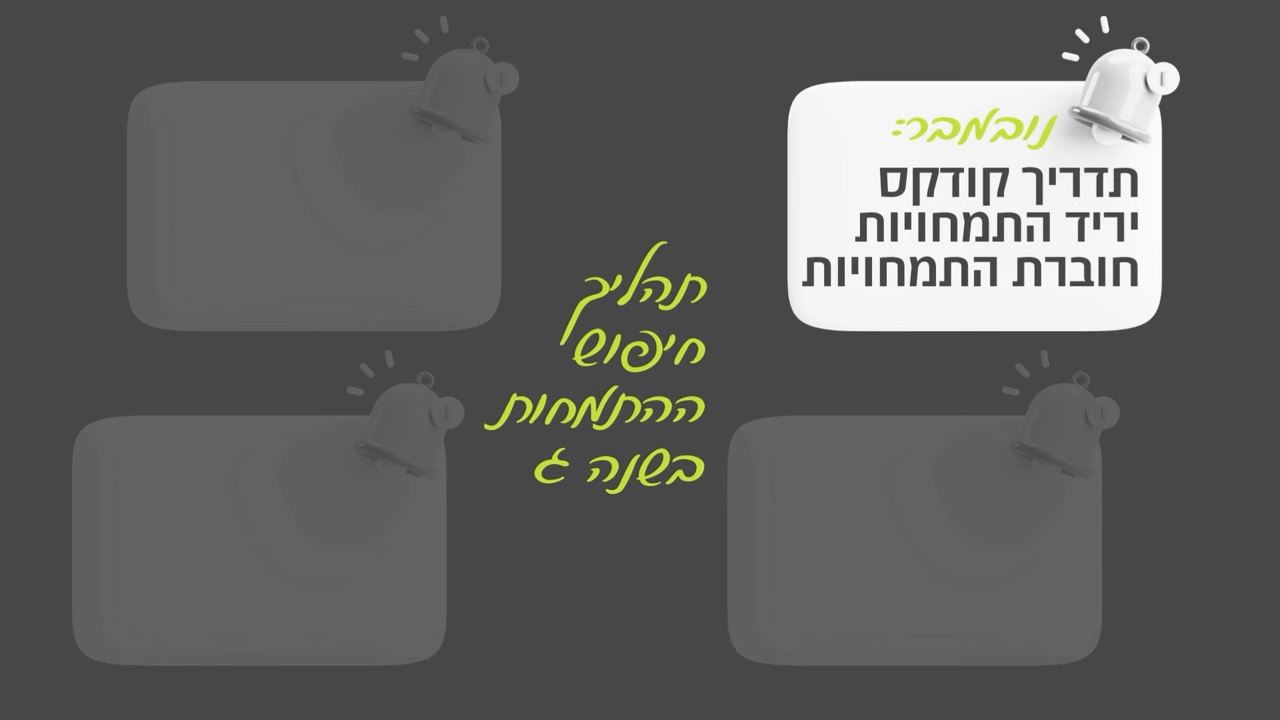 נובמבר:
תדריך קודקס
יריד התמחויות
חוברת התמחויות
תהליך
חיפוש
ההתמחות
בשנה ג